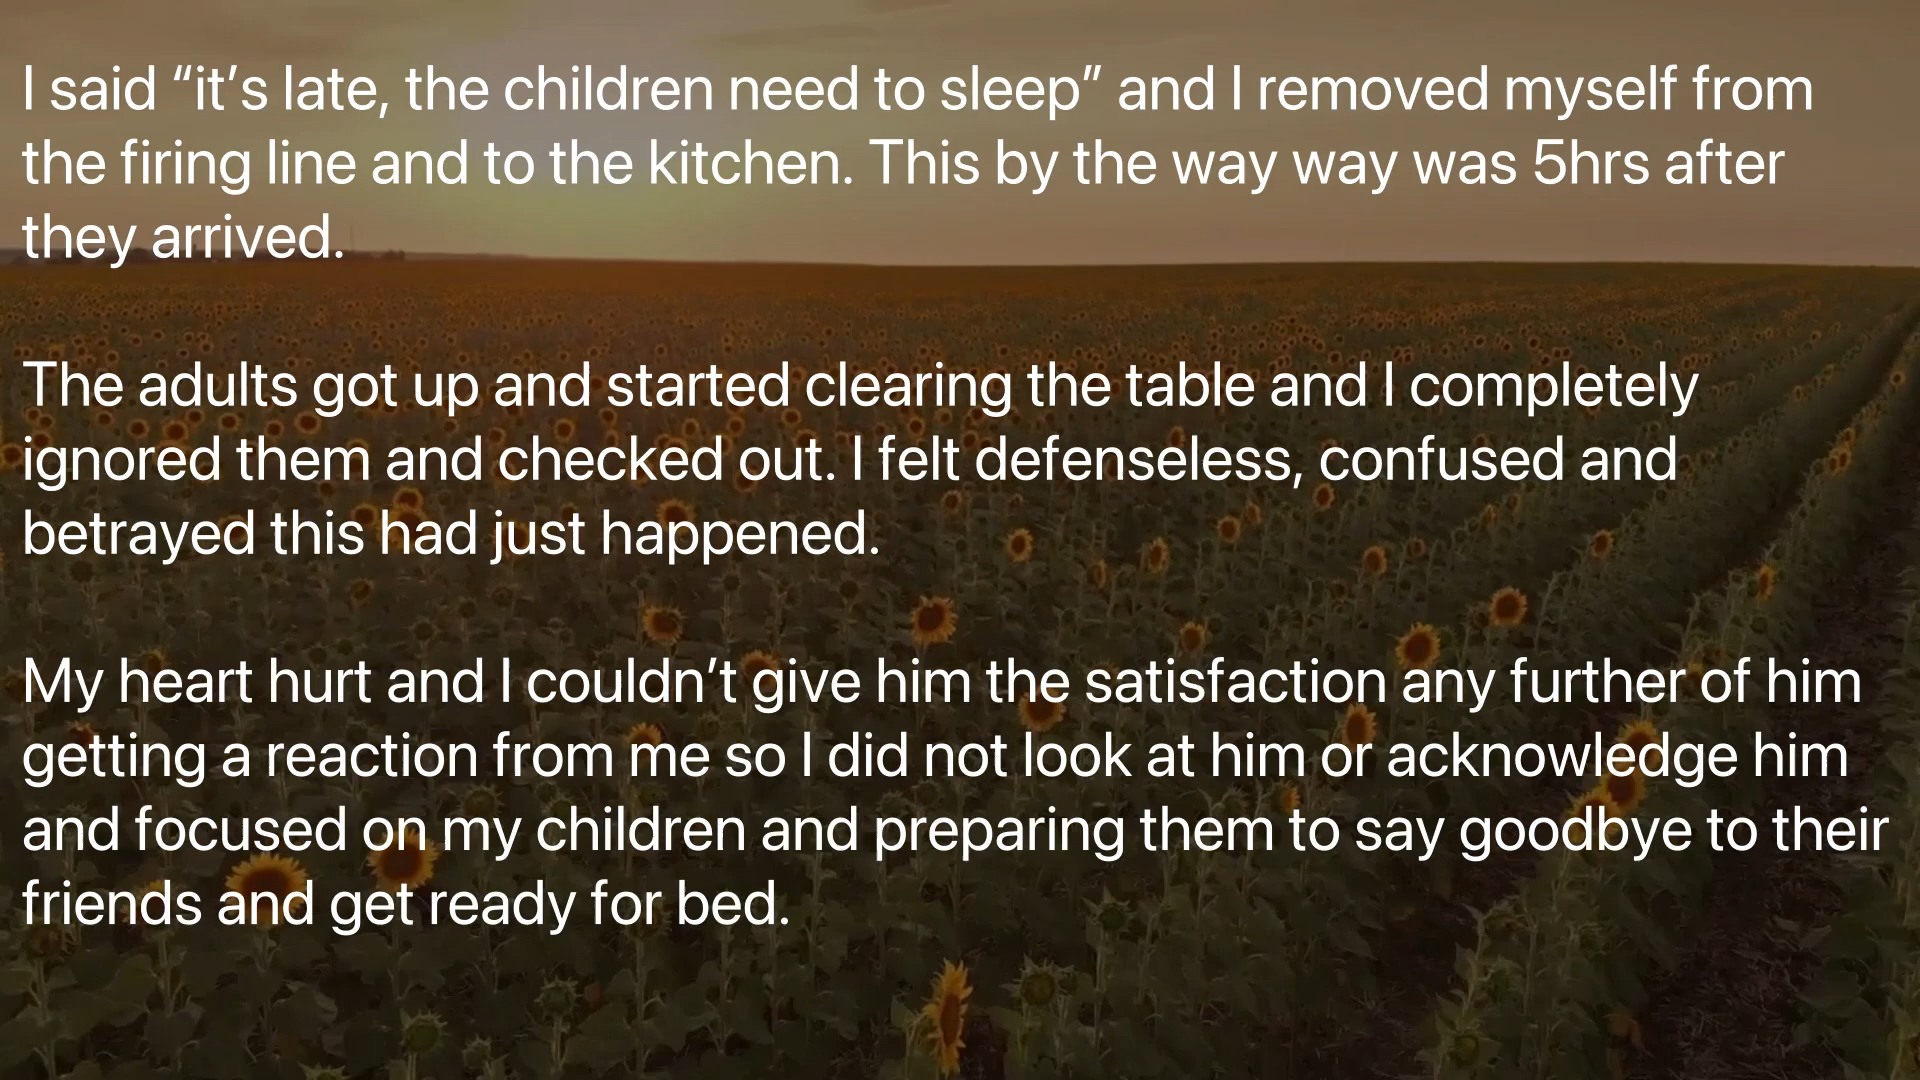 I said “it’s late, the children need to sleep” and I removed myself from
the firing line and to the kitchen. This by the way way was 5hrs after
they arrived.
The adults got up and started clearing the table and I completely
ignored them and checked out. I felt defenseless, confused and
betrayed this had just happened.
My heart hurt and I couldn’t give him the satisfaction any further of him
getting a reaction from me so I did not look at him or acknowledge him
and focused on my children and preparing them to say goodbye to their
friends and get ready for bed.